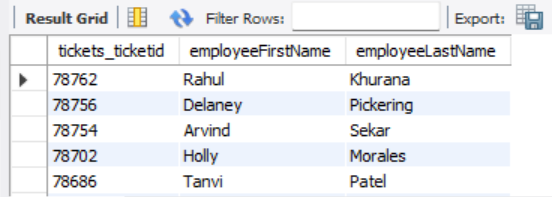 Result Grid Filter Rows: Export:
tickets_ticketid employeeFirstName employeeLastName
78762 Rahul Khurana
78756 Delaney Pickering
78754 Arvind Sekar
78702 Holly Morales
78686 Tanvi Patel